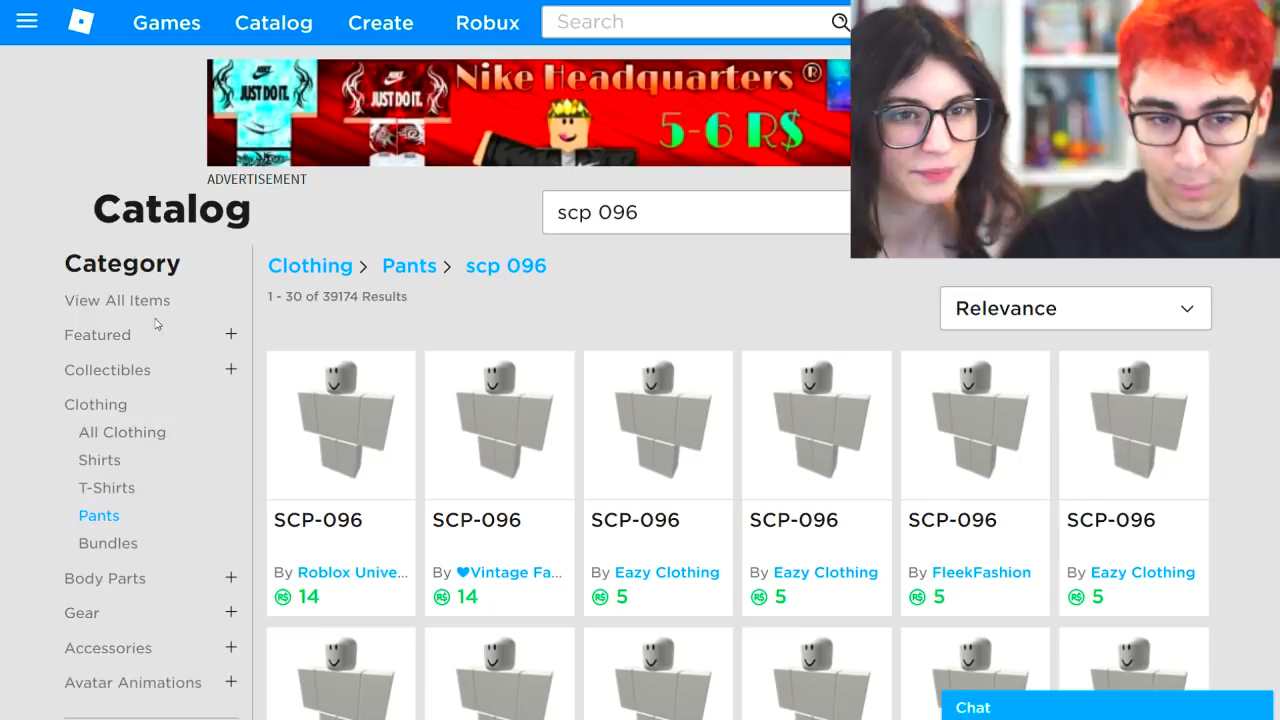 Games Catalog Create Robux Search
JUST DO IT. JUST DO IT. Nike Headquarters ®
5-6 R$
ADVERTISEMENT
Catalog
scp 096
Category
Clothing > Pants > scp 096
1 - 30 of 39174 Results
Relevance
View All Items
Featured +
Collectibles +
Clothing
All Clothing
Shirts
T-Shirts
Pants
Bundles
Body Parts +
Gear +
Accessories +
Avatar Animations +
SCP-096 SCP-096 SCP-096 SCP-096 SCP-096 SCP-096
By Roblox Unive... By ♥Vintage Fa... By Eazy Clothing By Eazy Clothing By FleekFashion By Eazy Clothing
R$ 14 R$ 14 R$ 5 R$ 5 R$ 5 R$ 5
Chat